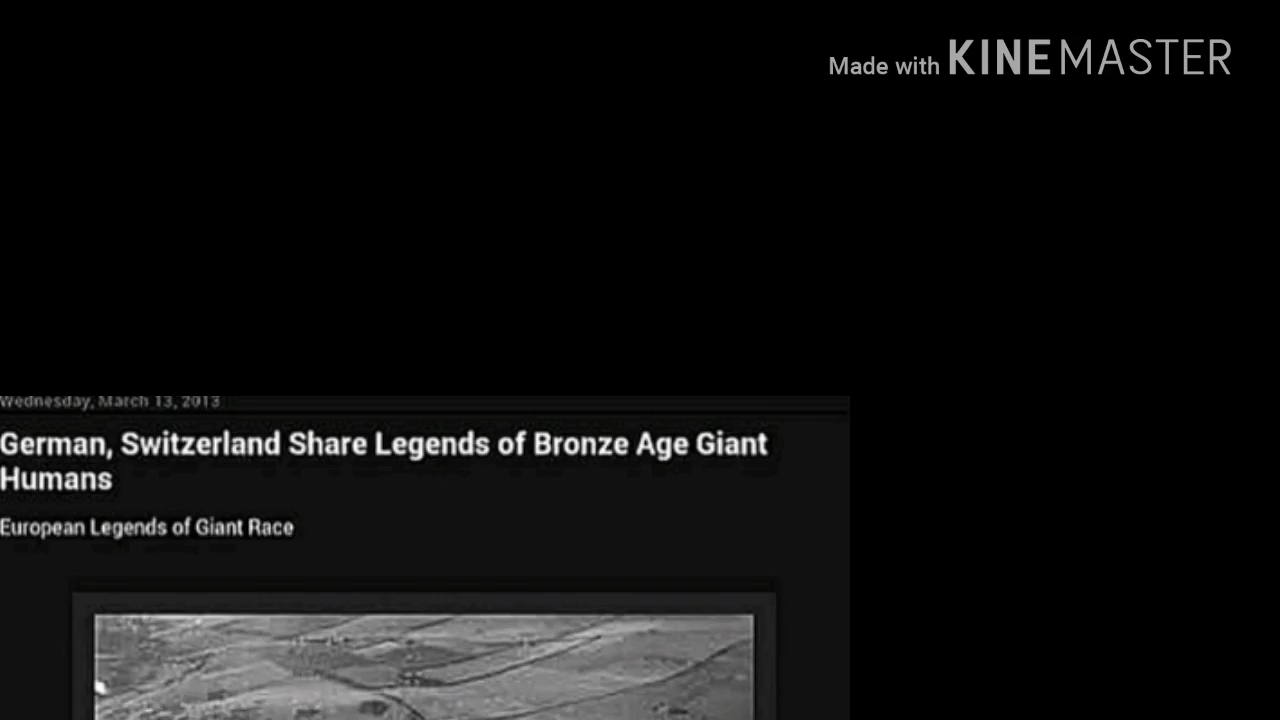 Made with KINEMASTER
Wednesday, March 13, 2013
German, Switzerland Share Legends of Bronze Age Giant
Humans
European Legends of Giant Race